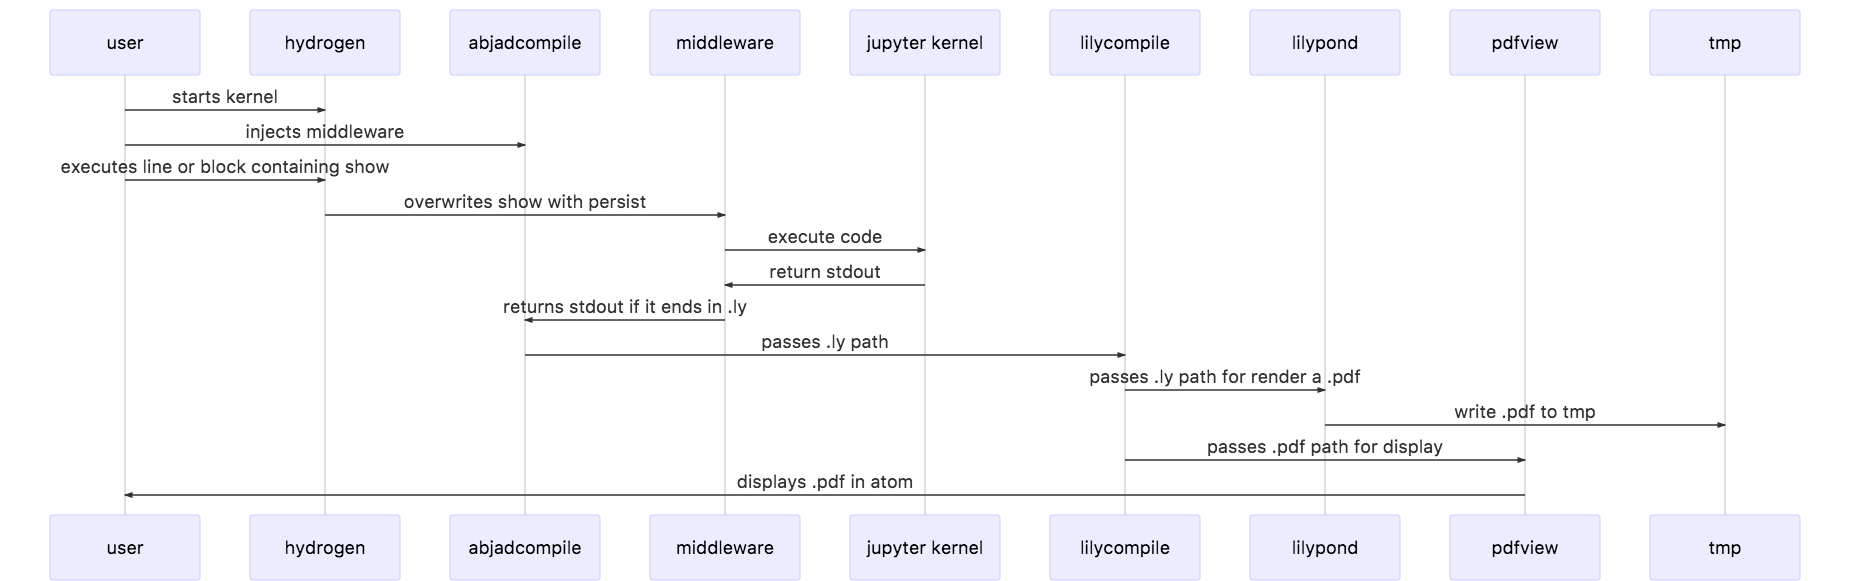 user
hydrogen
abjadcompile
middleware
jupyter kernel
lilycompile
lilypond
pdfview
tmp
starts kernel
injects middleware
executes line or block containing show
overwrites show with persist
execute code
return stdout
returns stdout if it ends in .ly
passes .ly path
passes .ly path for render a .pdf
write .pdf to tmp
passes .pdf path for display
displays .pdf in atom
user
hydrogen
abjadcompile
middleware
jupyter kernel
lilycompile
lilypond
pdfview
tmp